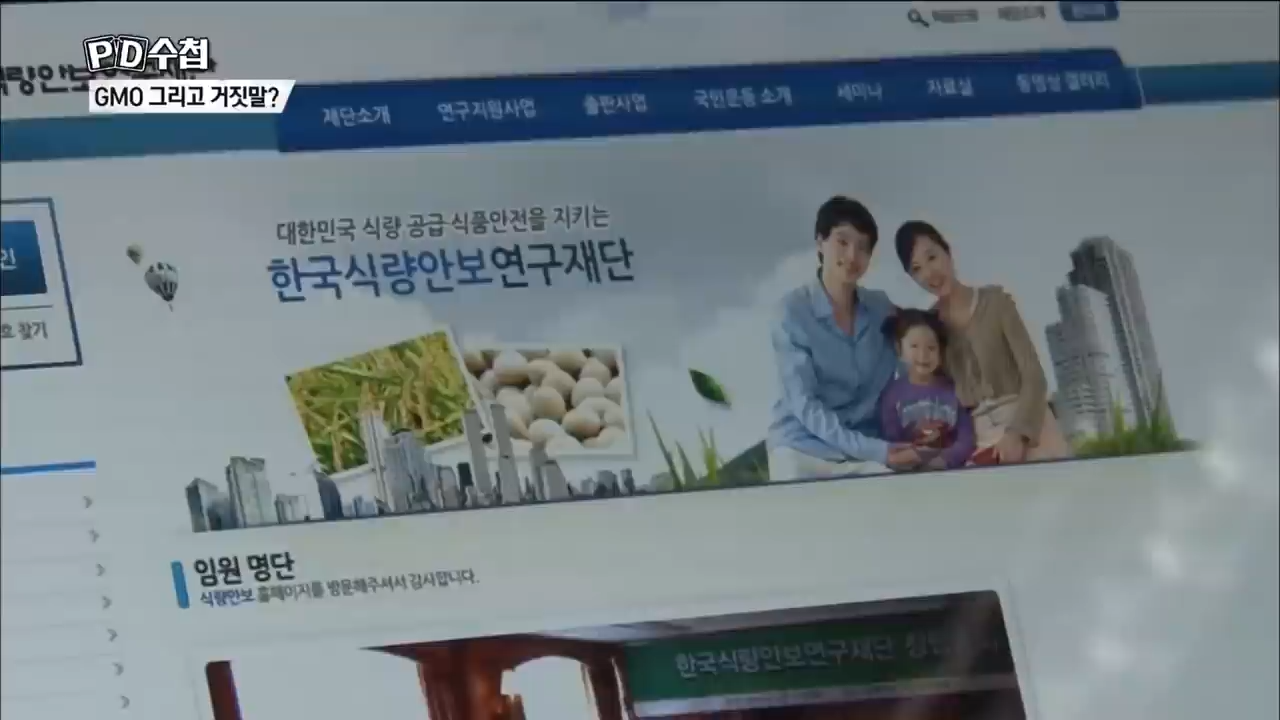 PD수첩
GMO 그리고 거짓말?
재단소개 연구지원사업 출판사업 국민운동 소개 세미나 자료실 동영상 갤러리
대한민국 식량 공급 식품안전을 지키는
한국식량안보연구재단
찾기
임원 명단
식량안보 홈페이지를 방문해주셔서 감사합니다.
한국식량안보연구재단